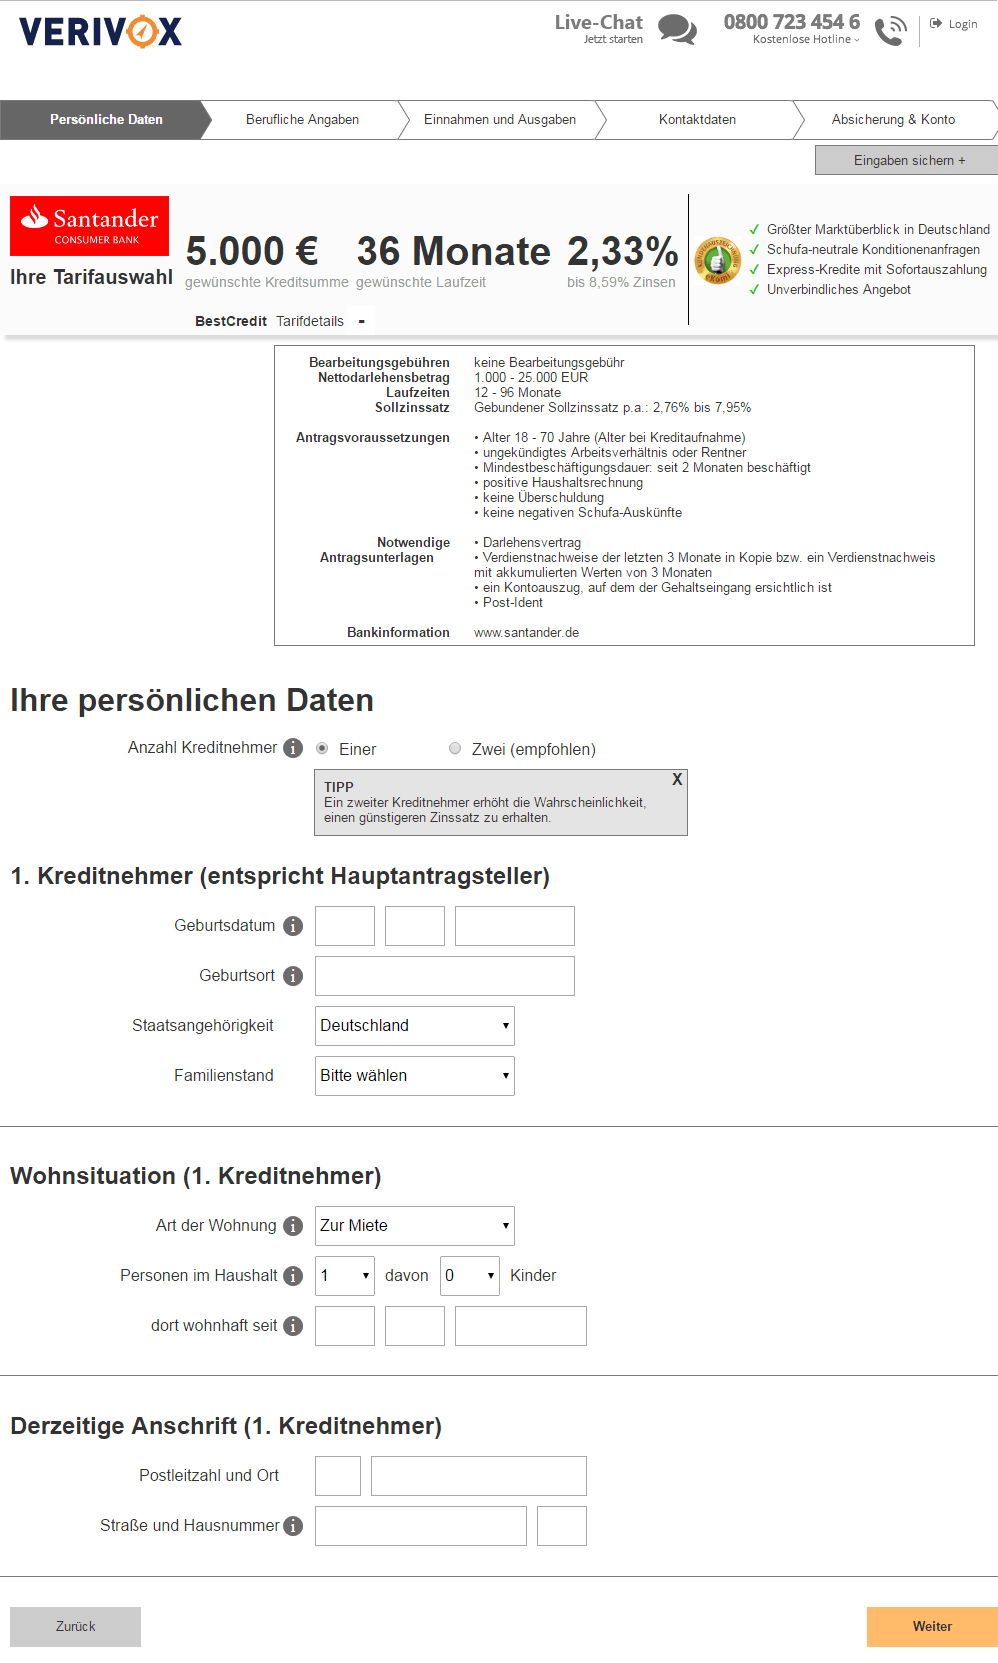 VERIVOX
Live-Chat
Jetzt starten
0800 723 454 6
Kostenlose Hotline
Login
Persönliche Daten
Berufliche Angaben
Einnahmen und Ausgaben
Kontaktdaten
Absicherung & Konto
Eingaben sichern +
Santander
CONSUMER BANK
Ihre Tarifauswahl
5.000 €
gewünschte Kreditsumme
36 Monate
gewünschte Laufzeit
2,33%
bis 8,59% Zinsen
BestCredit Tarifdetails -
eKomi
Größter Marktüberblick in Deutschland
Schufa-neutrale Konditionenanfragen
Express-Kredite mit Sofortauszahlung
Unverbindliches Angebot
Bearbeitungsgebühren keine Bearbeitungsgebühr
Nettodarlehensbetrag 1.000 - 25.000 EUR
Laufzeiten 12 - 96 Monate
Sollzinssatz Gebundener Sollzinssatz p.a.: 2,76% bis 7,95%
Antragsvoraussetzungen • Alter 18 - 70 Jahre (Alter bei Kreditaufnahme)
• ungekündigtes Arbeitsverhältnis oder Rentner
• Mindestbeschäftigungsdauer: seit 2 Monaten beschäftigt
• positive Haushaltsrechnung
• keine Überschuldung
• keine negativen Schufa-Auskünfte
Notwendige • Darlehensvertrag
Antragsunterlagen • Verdienstnachweise der letzten 3 Monate in Kopie bzw. ein Verdienstnachweis
mit akkumulierten Werten von 3 Monaten
• ein Kontoauszug, auf dem der Gehaltseingang ersichtlich ist
• Post-Ident
Bankinformation www.santander.de
Ihre persönlichen Daten
Anzahl Kreditnehmer i Einer Zwei (empfohlen)
TIPP X
Ein zweiter Kreditnehmer erhöht die Wahrscheinlichkeit,
einen günstigeren Zinssatz zu erhalten.
1. Kreditnehmer (entspricht Hauptantragsteller)
Geburtsdatum i
Geburtsort i
Staatsangehörigkeit Deutschland
Familienstand Bitte wählen
Wohnsituation (1. Kreditnehmer)
Art der Wohnung i Zur Miete
Personen im Haushalt i 1 davon 0 Kinder
dort wohnhaft seit i
Derzeitige Anschrift (1. Kreditnehmer)
Postleitzahl und Ort
Straße und Hausnummer i
Zurück
Weiter